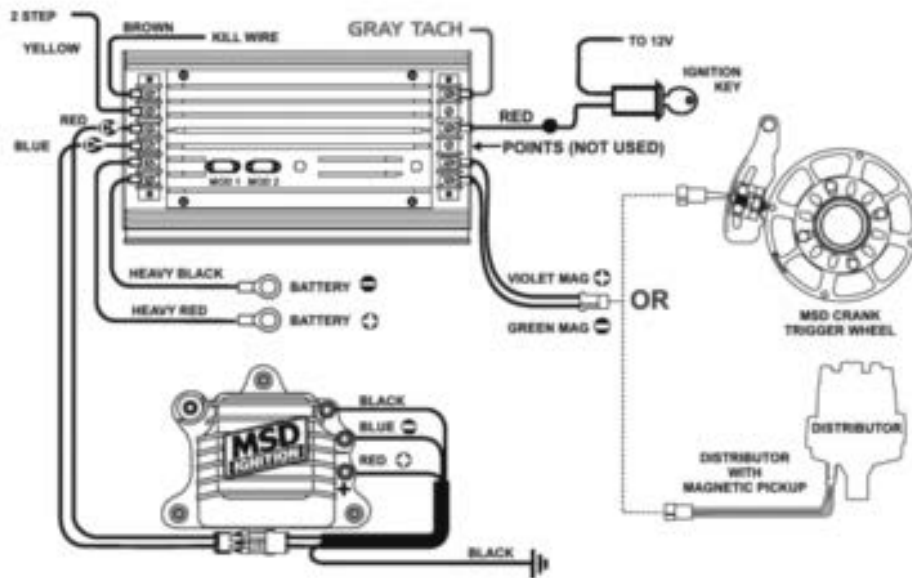 2 STEP
BROWN
KILL WIRE
YELLOW
GRAY TACH
TO 12V
IGNITION
KEY
RED
BLUE
RED
POINTS (NOT USED)
MOD 1 MOD 2
HEAVY BLACK
BATTERY
HEAVY RED
BATTERY
VIOLET MAG
GREEN MAG
OR
MSD CRANK
TRIGGER WHEEL
BLACK
BLUE
RED
+
MSD
IGNITION
BLACK
DISTRIBUTOR
DISTRIBUTOR
WITH
MAGNETIC PICKUP